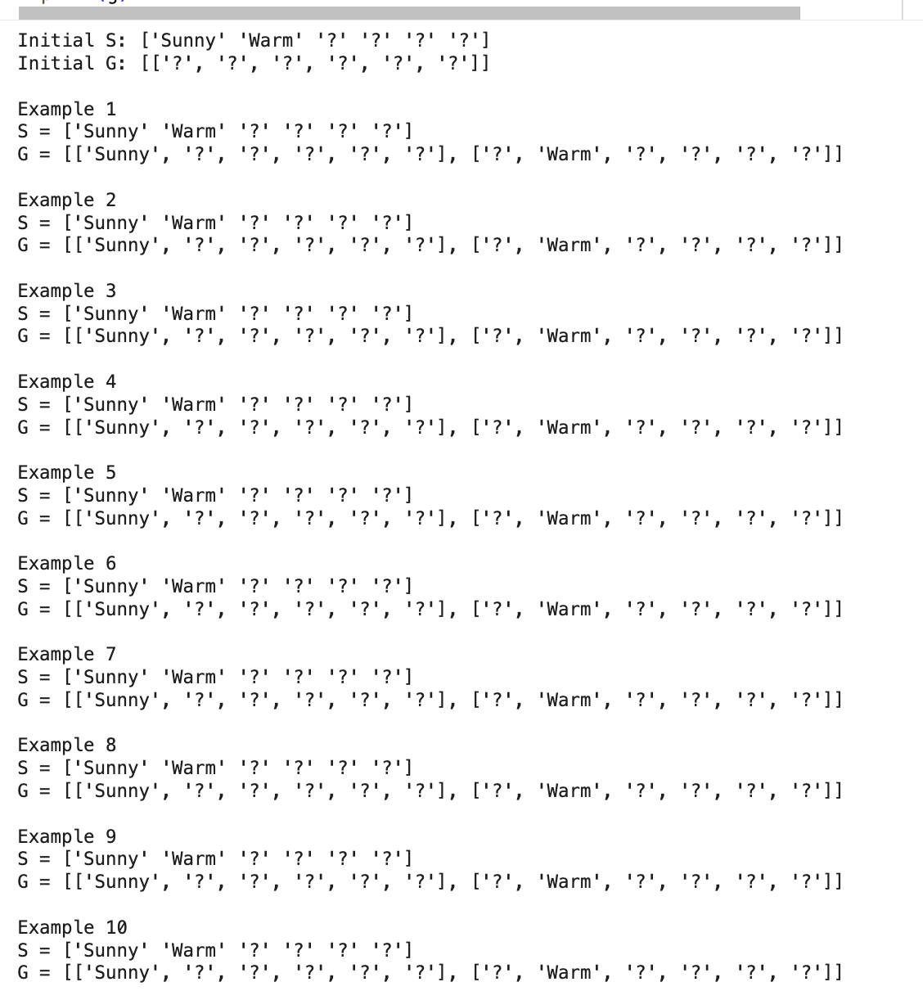 Initial S: ['Sunny' 'Warm' '?' '?' '?' '?']
Initial G: [['?', '?', '?', '?', '?', '?']]
Example 1
S = ['Sunny' 'Warm' '?' '?' '?' '?']
G = [['Sunny', '?', '?', '?', '?', '?'], ['?', 'Warm', '?', '?', '?', '?']]
Example 2
S = ['Sunny' 'Warm' '?' '?' '?' '?']
G = [['Sunny', '?', '?', '?', '?', '?'], ['?', 'Warm', '?', '?', '?', '?']]
Example 3
S = ['Sunny' 'Warm' '?' '?' '?' '?']
G = [['Sunny', '?', '?', '?', '?', '?'], ['?', 'Warm', '?', '?', '?', '?']]
Example 4
S = ['Sunny' 'Warm' '?' '?' '?' '?']
G = [['Sunny', '?', '?', '?', '?', '?'], ['?', 'Warm', '?', '?', '?', '?']]
Example 5
S = ['Sunny' 'Warm' '?' '?' '?' '?']
G = [['Sunny', '?', '?', '?', '?', '?'], ['?', 'Warm', '?', '?', '?', '?']]
Example 6
S = ['Sunny' 'Warm' '?' '?' '?' '?']
G = [['Sunny', '?', '?', '?', '?', '?'], ['?', 'Warm', '?', '?', '?', '?']]
Example 7
S = ['Sunny' 'Warm' '?' '?' '?' '?']
G = [['Sunny', '?', '?', '?', '?', '?'], ['?', 'Warm', '?', '?', '?', '?']]
Example 8
S = ['Sunny' 'Warm' '?' '?' '?' '?']
G = [['Sunny', '?', '?', '?', '?', '?'], ['?', 'Warm', '?', '?', '?', '?']]
Example 9
S = ['Sunny' 'Warm' '?' '?' '?' '?']
G = [['Sunny', '?', '?', '?', '?', '?'], ['?', 'Warm', '?', '?', '?', '?']]
Example 10
S = ['Sunny' 'Warm' '?' '?' '?' '?']
G = [['Sunny', '?', '?', '?', '?', '?'], ['?', 'Warm', '?', '?', '?', '?']]